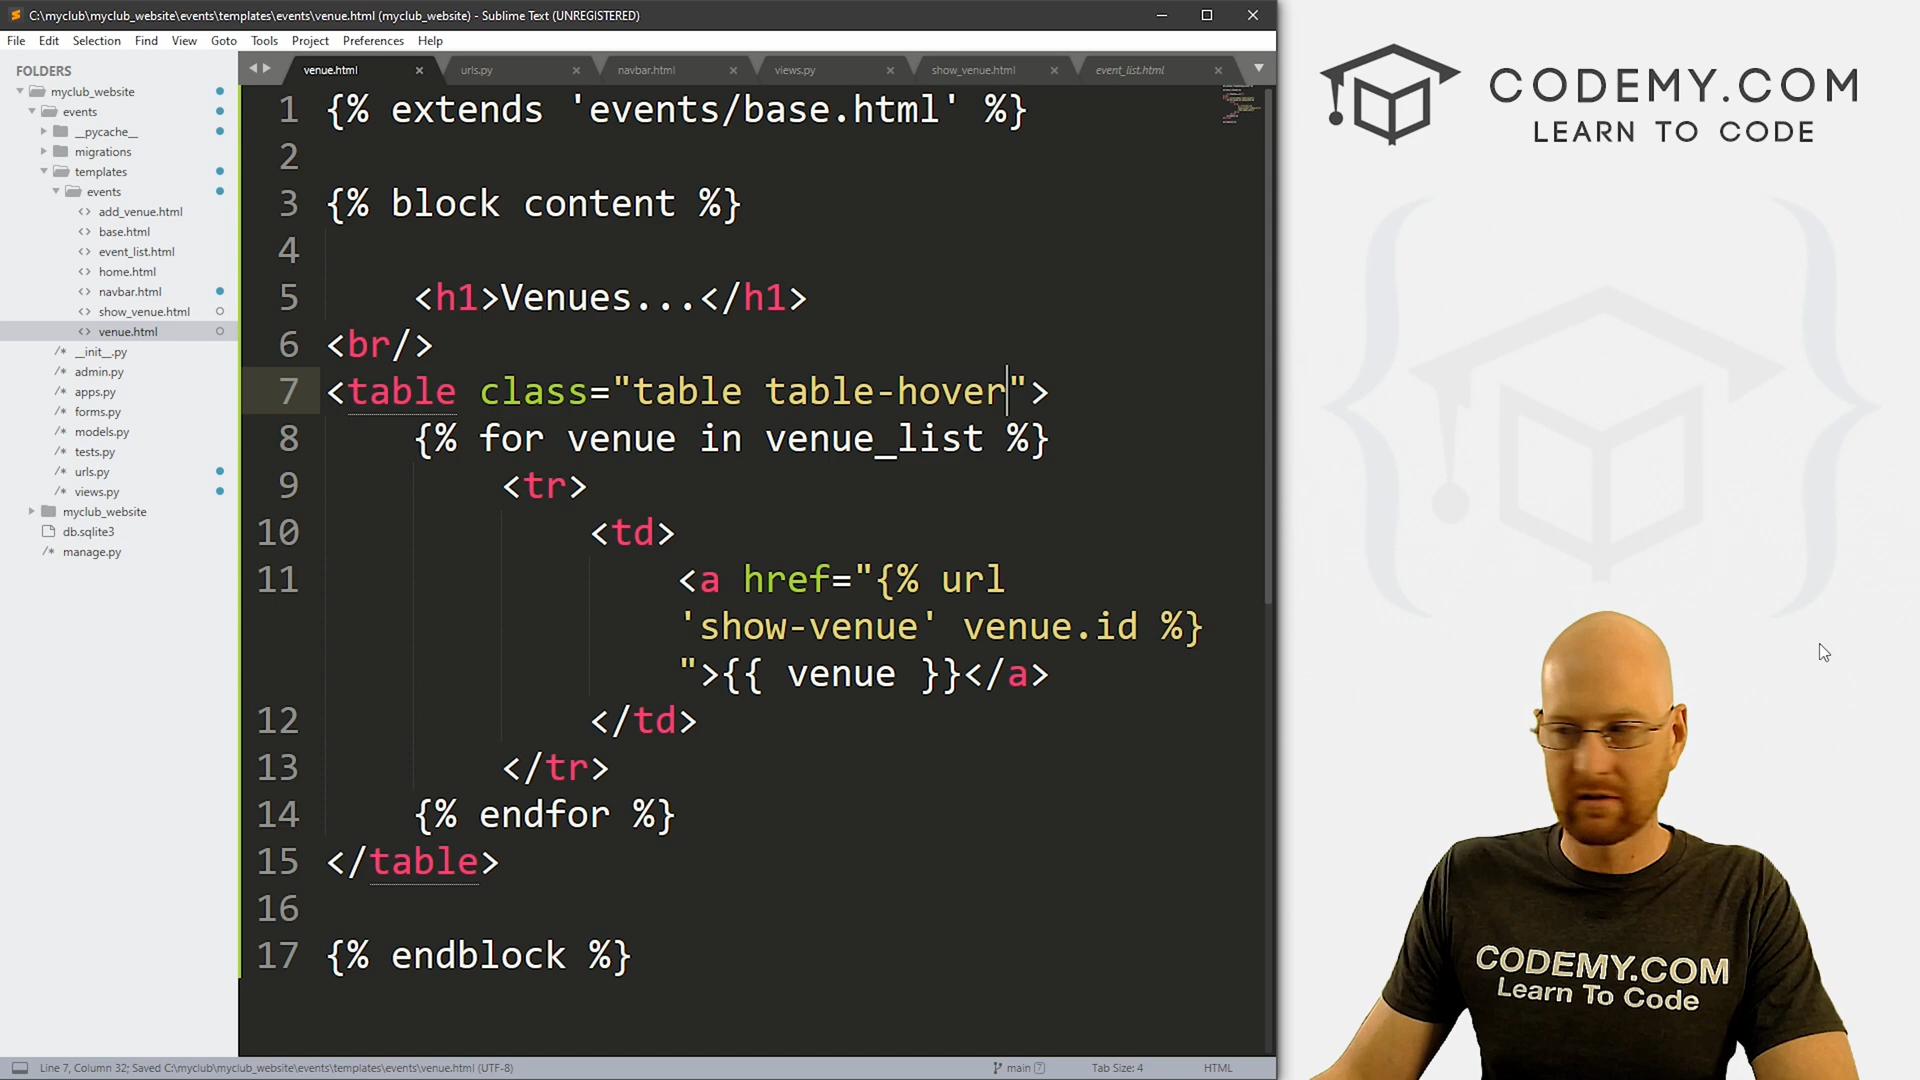 C:\myclub\myclub_website\events\templates\events\venue.html (myclub_website) - Sublime Text (UNREGISTERED)
File Edit Selection Find View Goto Tools Project Preferences Help
FOLDERS
myclub_website
events
__pycache__
migrations
templates
events
add_venue.html
base.html
event_list.html
home.html
navbar.html
show_venue.html
venue.html
__init__.py
admin.py
apps.py
forms.py
models.py
tests.py
urls.py
views.py
myclub_website
db.sqlite3
manage.py
venue.html urls.py navbar.html views.py show_venue.html event_list.html
1 {% extends 'events/base.html' %}
2
3 {% block content %}
4
5 <h1>Venues...</h1>
6 <br/>
7 <table class="table table-hover">
8 {% for venue in venue_list %}
9 <tr>
10 <td>
11 <a href="{% url
'show-venue' venue.id %}
">{{ venue }}</a>
12 </td>
13 </tr>
14 {% endfor %}
15 </table>
16
17 {% endblock %}
Line 7, Column 32; Saved C:\myclub\myclub_website\events\templates\events\venue.html (UTF-8) main 7 Tab Size: 4 HTML
CODEMY.COM
LEARN TO CODE
CODEMY.COM
Learn To Code